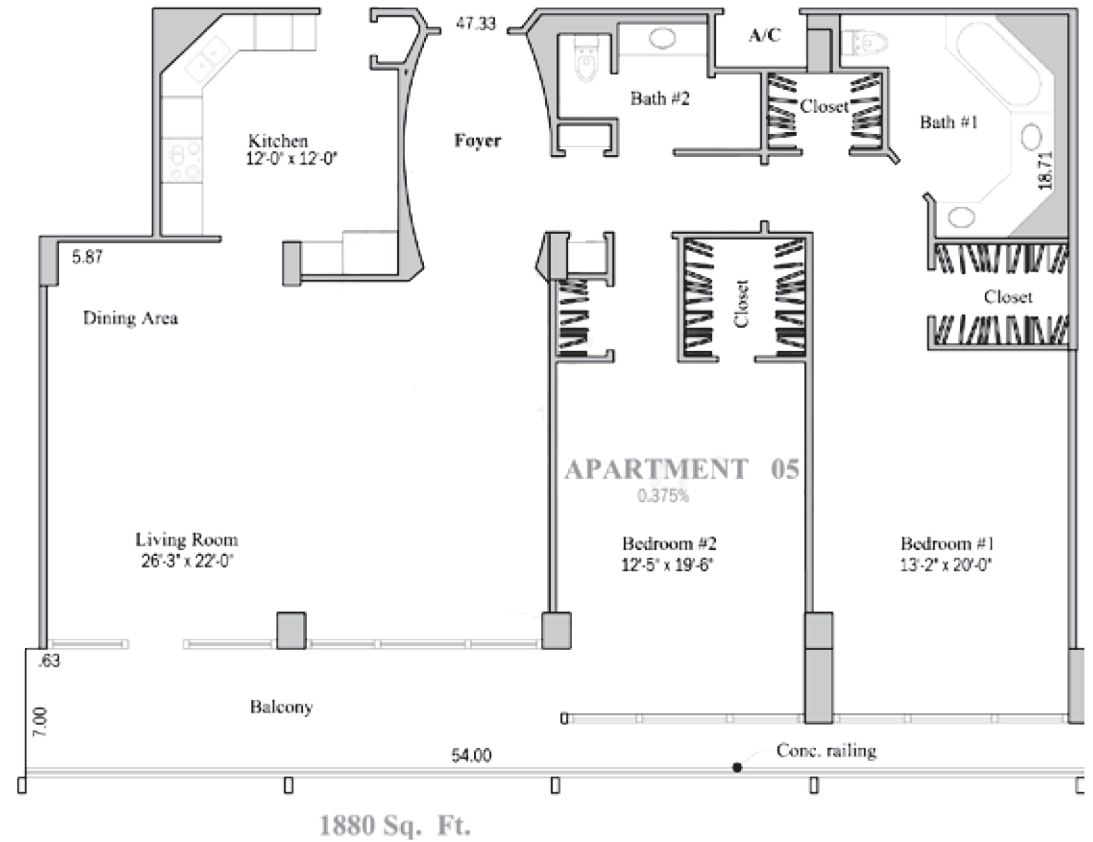 47.33
A/C
Bath #2
Closet
Bath #1
Kitchen
12'-0" x 12'-0"
Foyer
18.71
5.87
Dining Area
Closet
Closet
APARTMENT 05
0.375%
Living Room
26'-3" x 22'-0"
Bedroom #2
12'-5" x 19'-6"
Bedroom #1
13'-2" x 20'-0"
.63
7.00
Balcony
54.00
Conc. railing
1880 Sq. Ft.